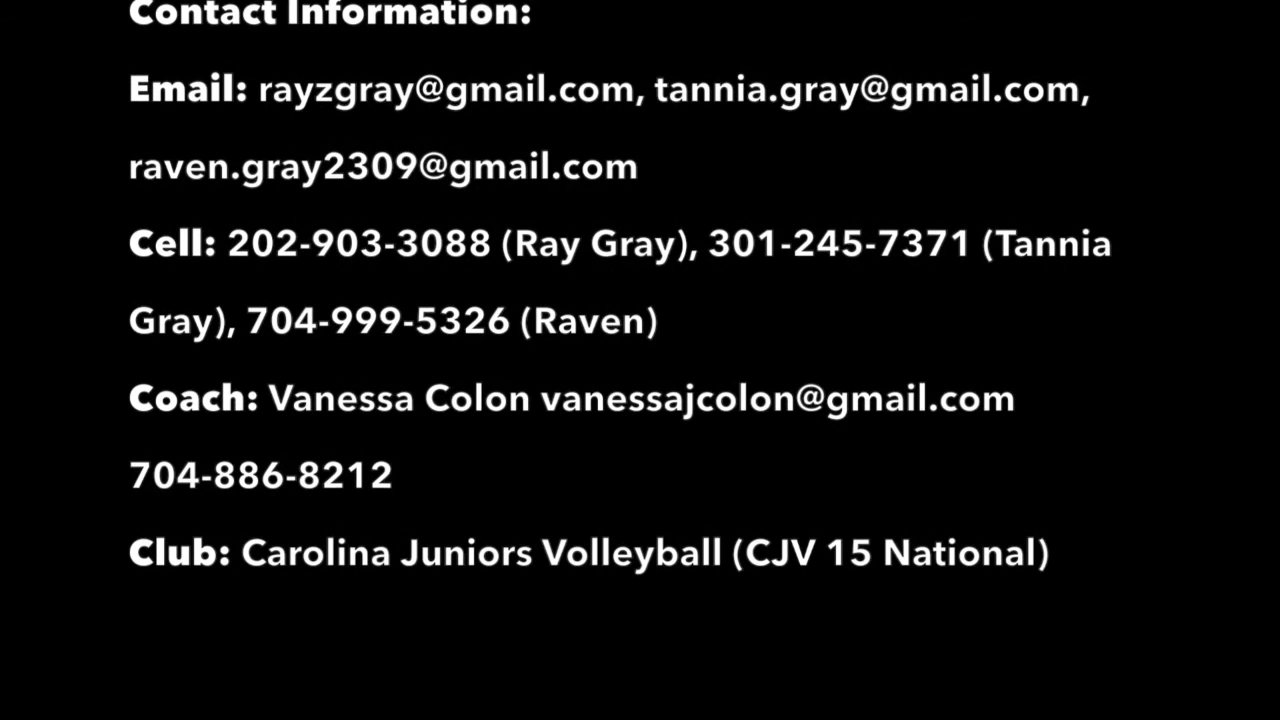 Contact Information:
Email: rayzgray@gmail.com, tannia.gray@gmail.com,
raven.gray2309@gmail.com
Cell: 202-903-3088 (Ray Gray), 301-245-7371 (Tannia
Gray), 704-999-5326 (Raven)
Coach: Vanessa Colon vanessajcolon@gmail.com
704-886-8212
Club: Carolina Juniors Volleyball (CJV 15 National)